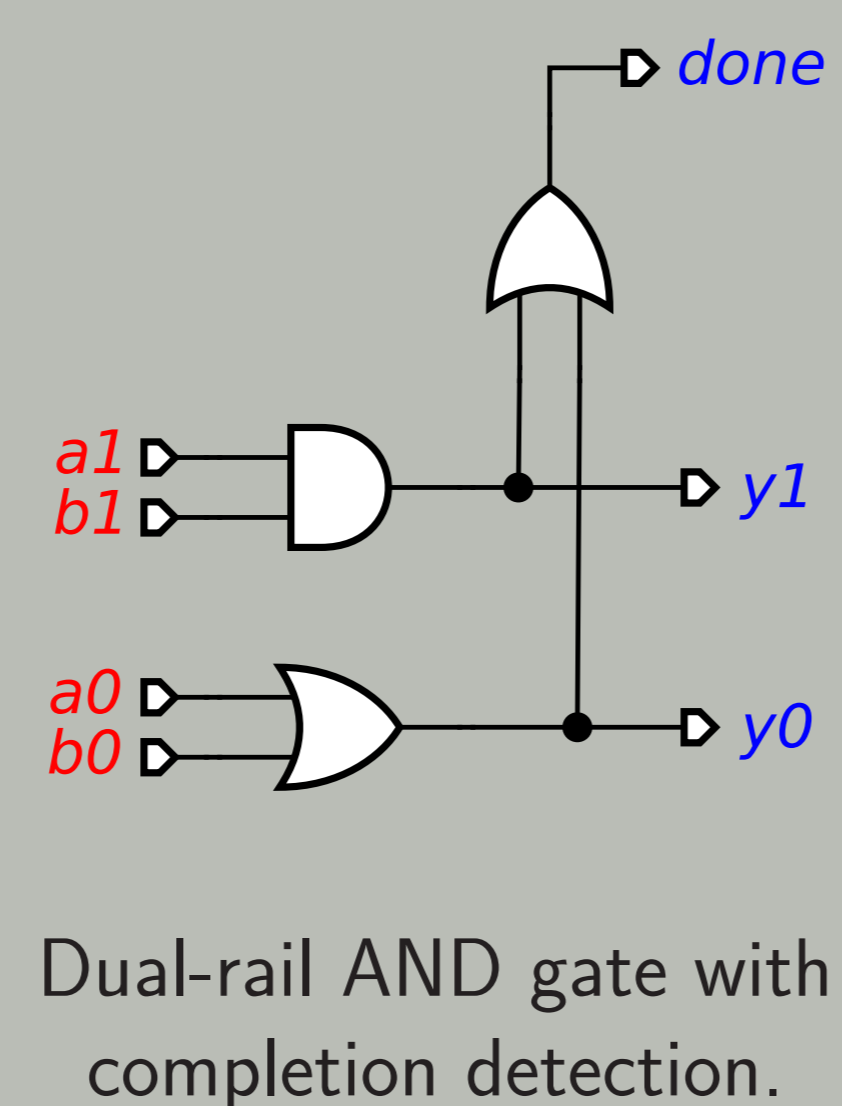 done
a1
b1
y1
a0
b0
y0
Dual-rail AND gate with
completion detection.